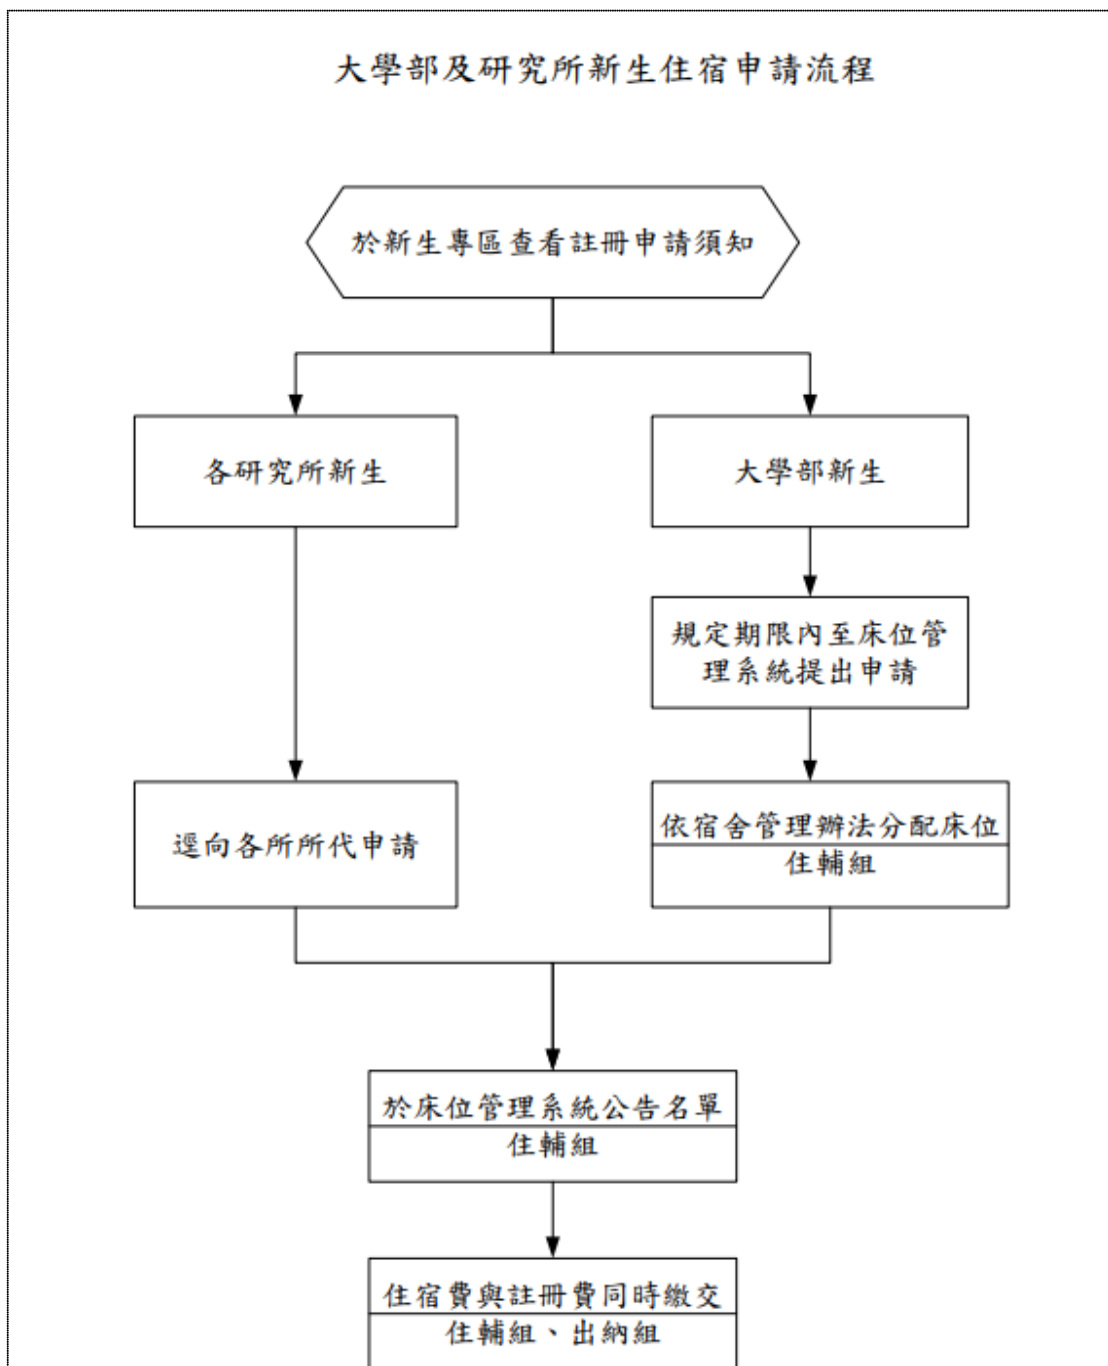 大學部及研究所新生住宿申請流程
於新生專區查看註冊申請須知
各研究所新生
大學部新生
規定期限內至床位管
理系統提出申請
逕向各所所代申請
依宿舍管理辦法分配床位
住輔組
於床位管理系統公告名單
住輔組
住宿費與註冊費同時繳交
住輔組、出納組